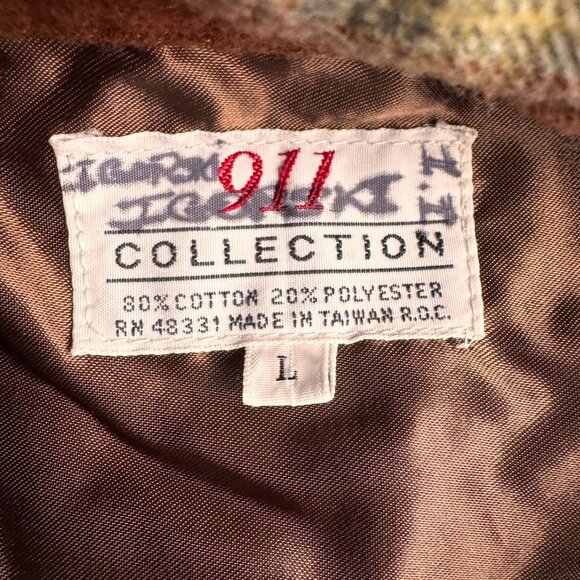 911
COLLECTION
80% COTTON 20% POLYESTER
RN 48331 MADE IN TAIWAN R.O.C.
L